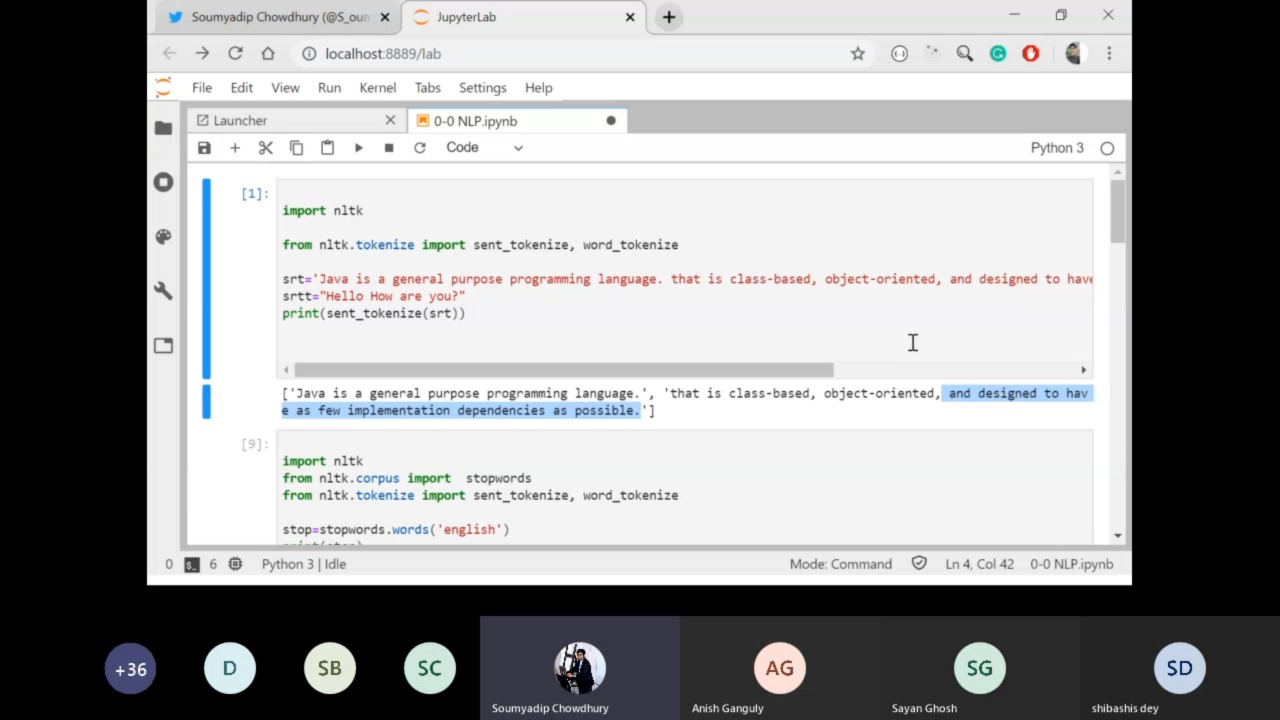 Soumyadip Chowdhury (@S_oun
JupyterLab
localhost:8889/lab
File Edit View Run Kernel Tabs Settings Help
Launcher
0-0 NLP.ipynb
Code
Python 3
[1]:
import nltk
from nltk.tokenize import sent_tokenize, word_tokenize
srt='Java is a general purpose programming language. that is class-based, object-oriented, and designed to have
srtt="Hello How are you?"
print(sent_tokenize(srt))
['Java is a general purpose programming language.', 'that is class-based, object-oriented, and designed to hav
e as few implementation dependencies as possible.']
[9]:
import nltk
from nltk.corpus import  stopwords
from nltk.tokenize import sent_tokenize, word_tokenize
stop=stopwords.words('english')
print(stop)
0 $_ 6 Python 3 | Idle Mode: Command Ln 4, Col 42 0-0 NLP.ipynb
+36 D SB SC AG SG SD
Soumyadip Chowdhury Anish Ganguly Sayan Ghosh shibashis dey